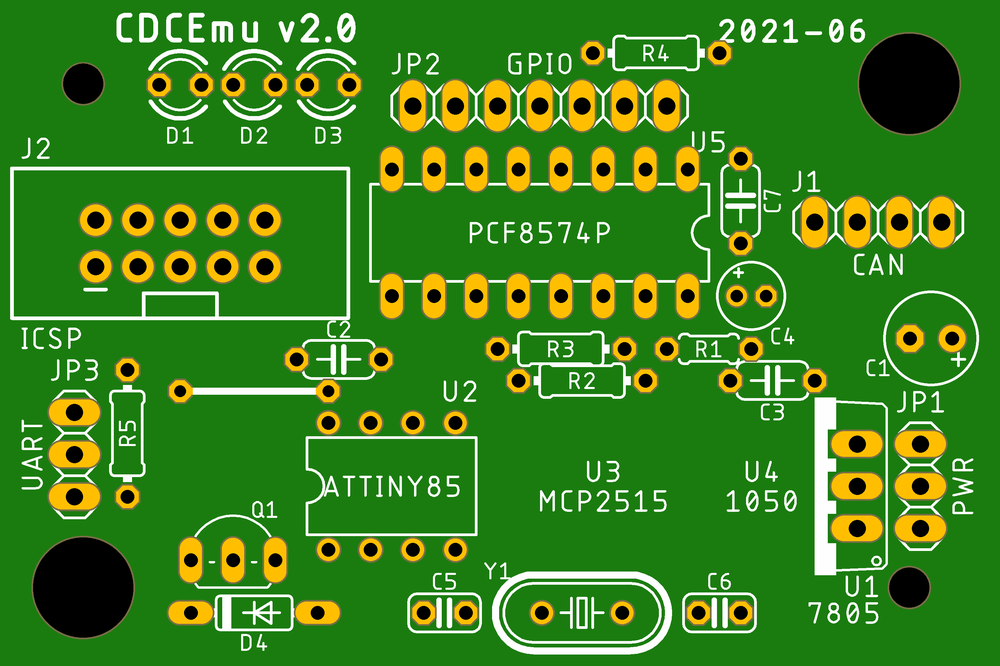 CDCEmu v2.0
2021-06
JP2
GPIO
R4
D1
D2
D3
J2
U5
J1
C7
PCF8574P
CAN
+
ICSP
C2
R3
R1
C4
C1
+
JP3
R2
U2
C3
JP1
UART
R5
ATTINY85
U3
MCP2515
U4
1050
PWR
Q1
Y1
C5
C6
U1
7805
D4